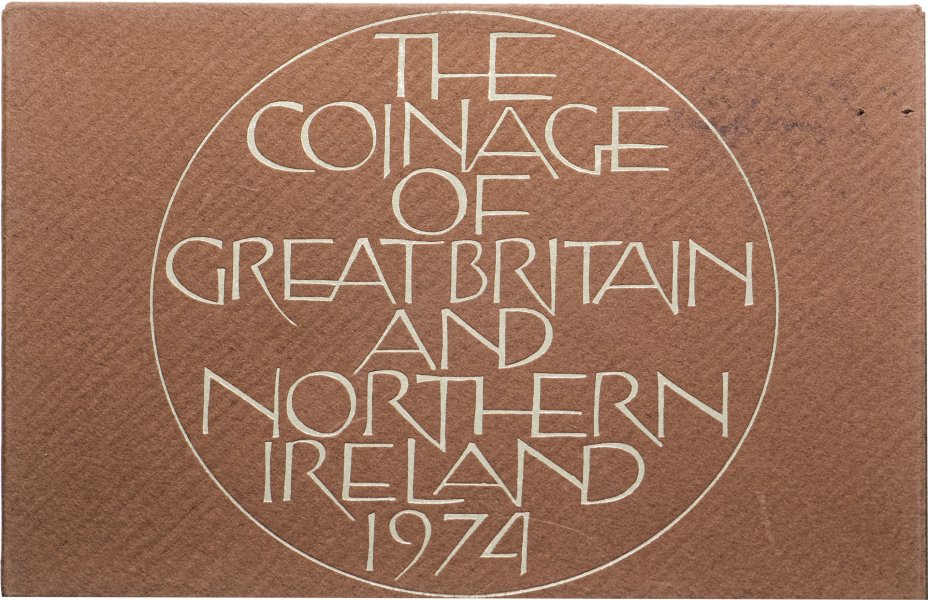 THE
COINAGE
OF
GREAT BRITAIN
AND
NORTHERN
IRELAND
1974